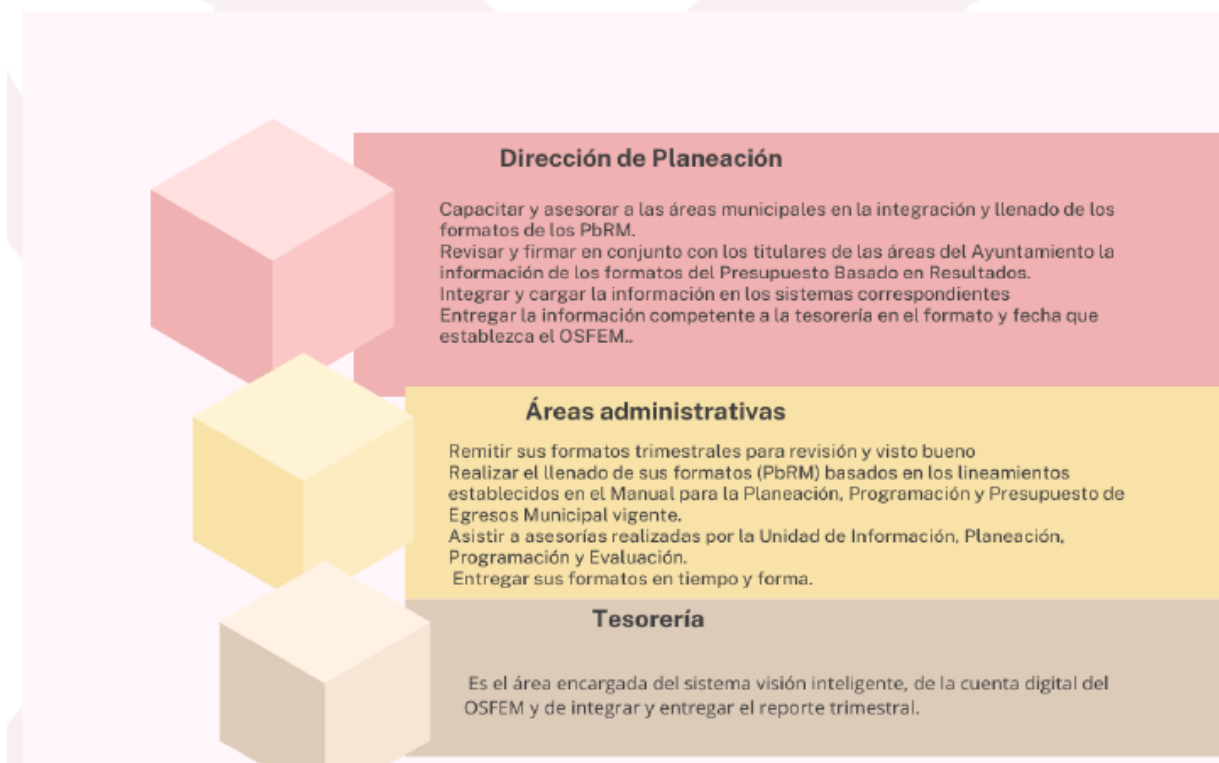 Dirección de Planeación
Capacitar y asesorar a las áreas municipales en la integración y llenado de los
formatos de los PbRM.
Revisar y firmar en conjunto con los titulares de las áreas del Ayuntamiento la
información de los formatos del Presupuesto Basado en Resultados.
Integrar y cargar la información en los sistemas correspondientes
Entregar la información competente a la tesorería en el formato y fecha que
establezca el OSFEM..
Áreas administrativas
Remitir sus formatos trimestrales para revisión y visto bueno
Realizar el llenado de sus formatos (PbRM) basados en los lineamientos
establecidos en el Manual para la Planeación, Programación y Presupuesto de
Egresos Municipal vigente.
Asistir a asesorías realizadas por la Unidad de Información, Planeación,
Programación y Evaluación.
Entregar sus formatos en tiempo y forma.
Tesorería
Es el área encargada del sistema visión inteligente, de la cuenta digital del
OSFEM y de integrar y entregar el reporte trimestral.